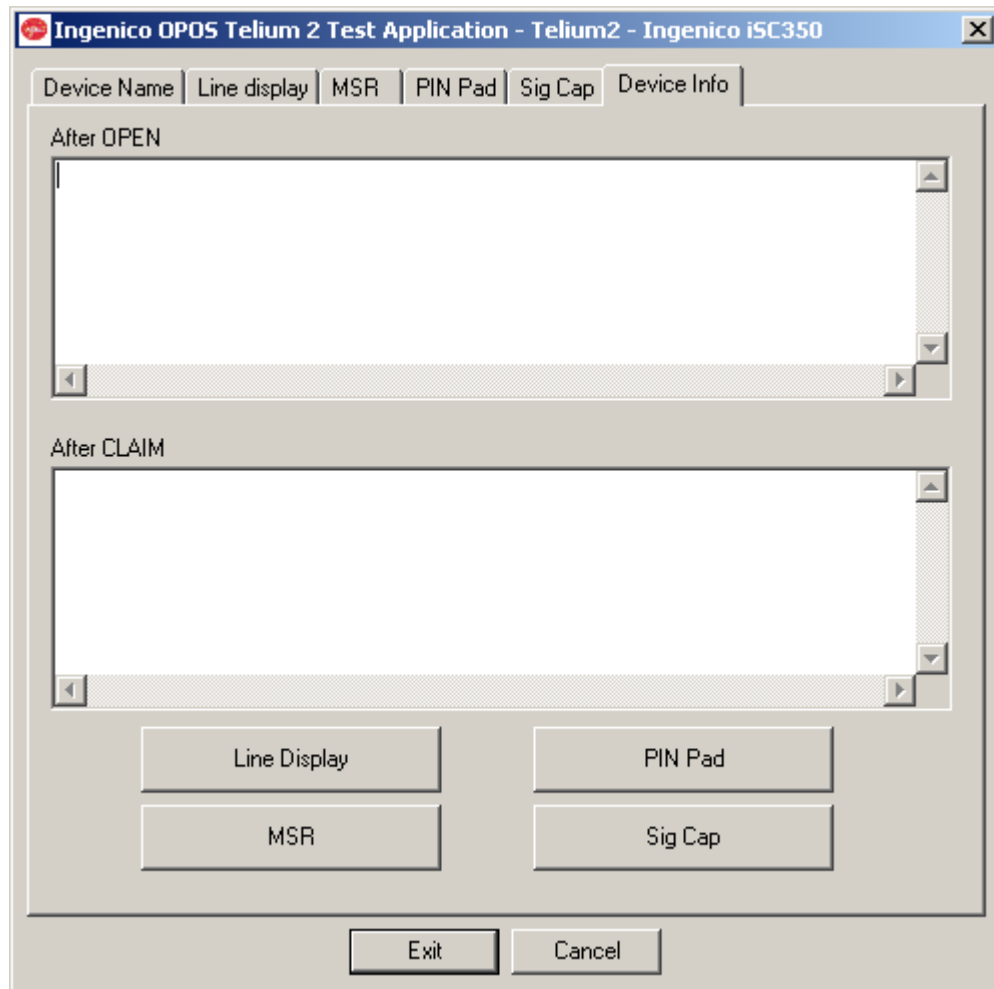 Ingenico OPOS Telium 2 Test Application - Telium2 - Ingenico iSC350
Device Name Line display MSR PIN Pad Sig Cap Device Info
After OPEN
After CLAIM
Line Display PIN Pad
MSR Sig Cap
Exit Cancel